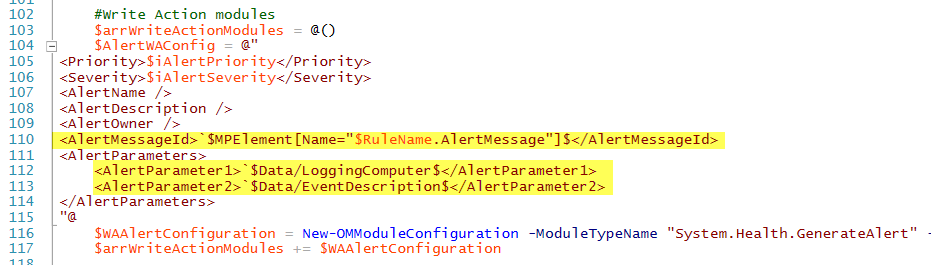 102 #Write Action modules
103 $arrWriteActionModules = @()
104 $AlertWAConfig = @"
105 <Priority>$iAlertPriority</Priority>
106 <Severity>$iAlertSeverity</Severity>
107 <AlertName />
108 <AlertDescription />
109 <AlertOwner />
110 <AlertMessageId>`$MPElement[Name="$RuleName.AlertMessage"]$</AlertMessageId>
111 <AlertParameters>
112 <AlertParameter1>`$Data/LoggingComputer$</AlertParameter1>
113 <AlertParameter2>`$Data/EventDescription$</AlertParameter2>
114 </AlertParameters>
115 "@
116 $WAAlertConfiguration = New-OMModuleConfiguration -ModuleTypeName "System.Health.GenerateAlert" -
117 $arrWriteActionModules += $WAAlertConfiguration
118